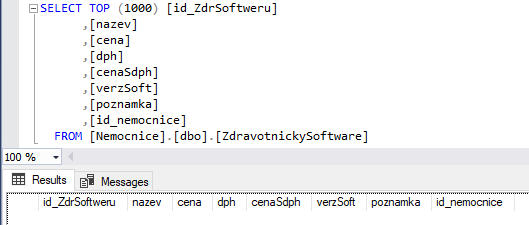 SELECT TOP (1000) [id_ZdrSoftweru]
,[nazev]
,[cena]
,[dph]
,[cenaSdph]
,[verzSoft]
,[poznamka]
,[id_nemocnice]
FROM [Nemocnice].[dbo].[ZdravotnickySoftware]
100 %
Results Messages
id_ZdrSoftweru nazev cena dph cenaSdph verzSoft poznamka id_nemocnice